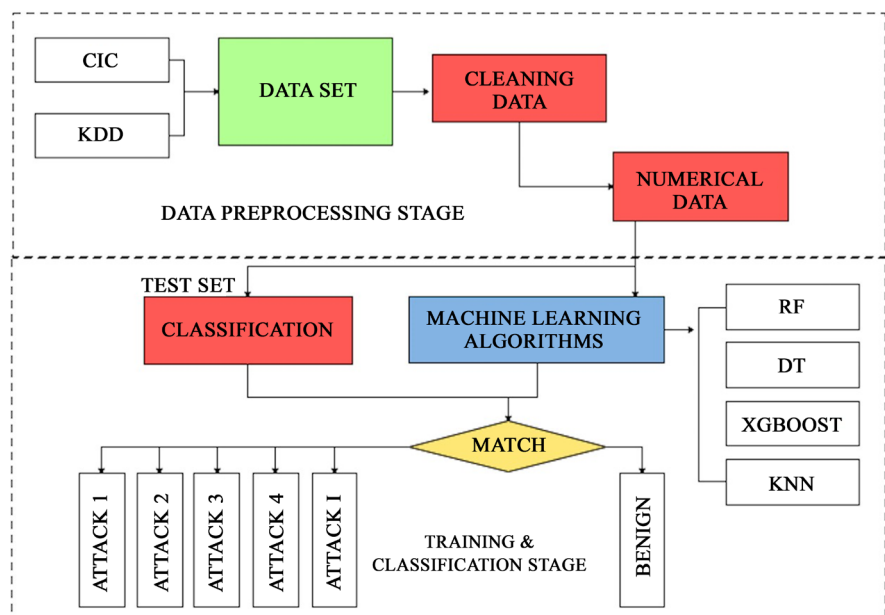 CIC
DATA SET
CLEANING
DATA
KDD
NUMERICAL
DATA
DATA PREPROCESSING STAGE
TEST SET
CLASSIFICATION
MACHINE LEARNING
ALGORITHMS
RF
DT
XGBOOST
KNN
MATCH
ATTACK 1
ATTACK 2
ATTACK 3
ATTACK 4
ATTACK I
BENIGN
TRAINING &
CLASSIFICATION STAGE